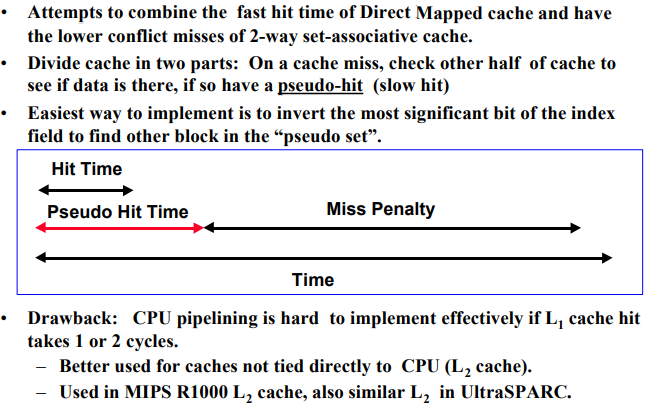 • Attempts to combine the fast hit time of Direct Mapped cache and have
the lower conflict misses of 2-way set-associative cache.
• Divide cache in two parts: On a cache miss, check other half of cache to
see if data is there, if so have a pseudo-hit (slow hit)
• Easiest way to implement is to invert the most significant bit of the index
field to find other block in the “pseudo set”.
Hit Time
Pseudo Hit Time
Miss Penalty
Time
• Drawback: CPU pipelining is hard to implement effectively if L1 cache hit
takes 1 or 2 cycles.
– Better used for caches not tied directly to CPU (L2 cache).
– Used in MIPS R1000 L2 cache, also similar L2 in UltraSPARC.